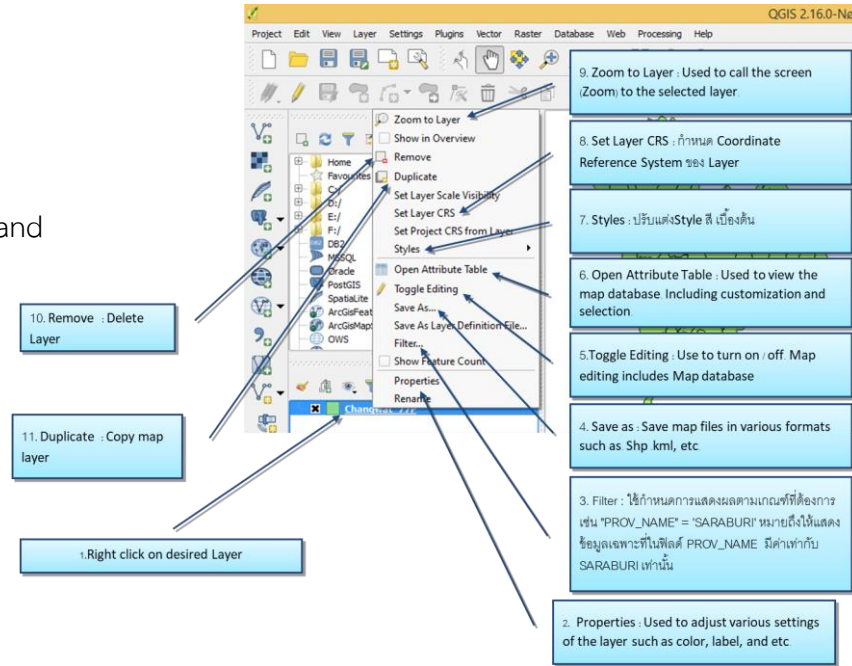 QGIS 2.16.0-Nø
Project Edit View Layer Settings Plugins Vector Raster Database Web Processing Help
and
Home
Favourites
C:/
D:/
E:/
F:/
DB2
MSSQL
Oracle
PostGIS
SpatiaLite
ArcGisFeat
ArcGisMapS
OWS
Zoom to Layer
Show in Overview
Remove
Duplicate
Set Layer Scale Visibility
Set Layer CRS
Set Project CRS from Layer
Styles
Open Attribute Table
Toggle Editing
Save As...
Save As Layer Definition File...
Filter...
Show Feature Count
Properties
Rename
9. Zoom to Layer : Used to call the screen
(Zoom) to the selected layer.
8. Set Layer CRS : กำหนด Coordinate
Reference System ของ Layer
7. Styles : ปรับแต่งStyle สี เบื้องต้น
6. Open Attribute Table : Used to view the
map database. Including customization and
selection.
5.Toggle Editing : Use to turn on / off. Map
editing includes Map database
4. Save as : Save map files in various formats
such as. Shp .kml, etc.
3. Filter : ใช้กำหนดการแสดงผลตามเกณฑ์ที่ต้องการ
เช่น "PROV_NAME" = 'SARABURI' หมายถึงให้แสดง
ข้อมูลเฉพาะที่ในฟิลด์ PROV_NAME มีค่าเท่ากับ
SARABURI เท่านั้น
2. Properties : Used to adjust various settings
of the layer such as color, label, and etc.
10. Remove : Delete
Layer
11. Duplicate : Copy map
layer
1.Right click on desired Layer